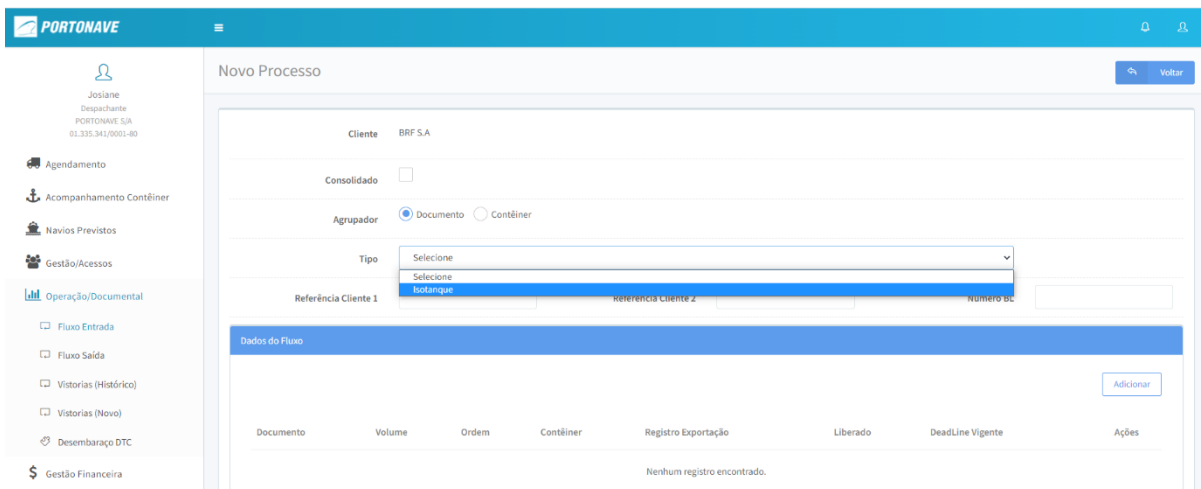 PORTONAVE
Josiane
Despachante
PORTONAVE S/A
01.335.341/0001-80
Agendamento
Acompanhamento Contêiner
Navios Previstos
Gestão/Acessos
Operação/Documental
Fluxo Entrada
Fluxo Saída
Vistorias (Histórico)
Vistorias (Novo)
Desembaraço DTC
Gestão Financeira
Novo Processo
Voltar
Cliente BRF S.A
Consolidado
Agrupador Documento Contêiner
Tipo Selecione
Selecione
Isotanque
Referência Cliente 1 Referência Cliente 2 Número BL
Dados do Fluxo
Adicionar
Documento Volume Ordem Contêiner Registro Exportação Liberado DeadLine Vigente Ações
Nenhum registro encontrado.